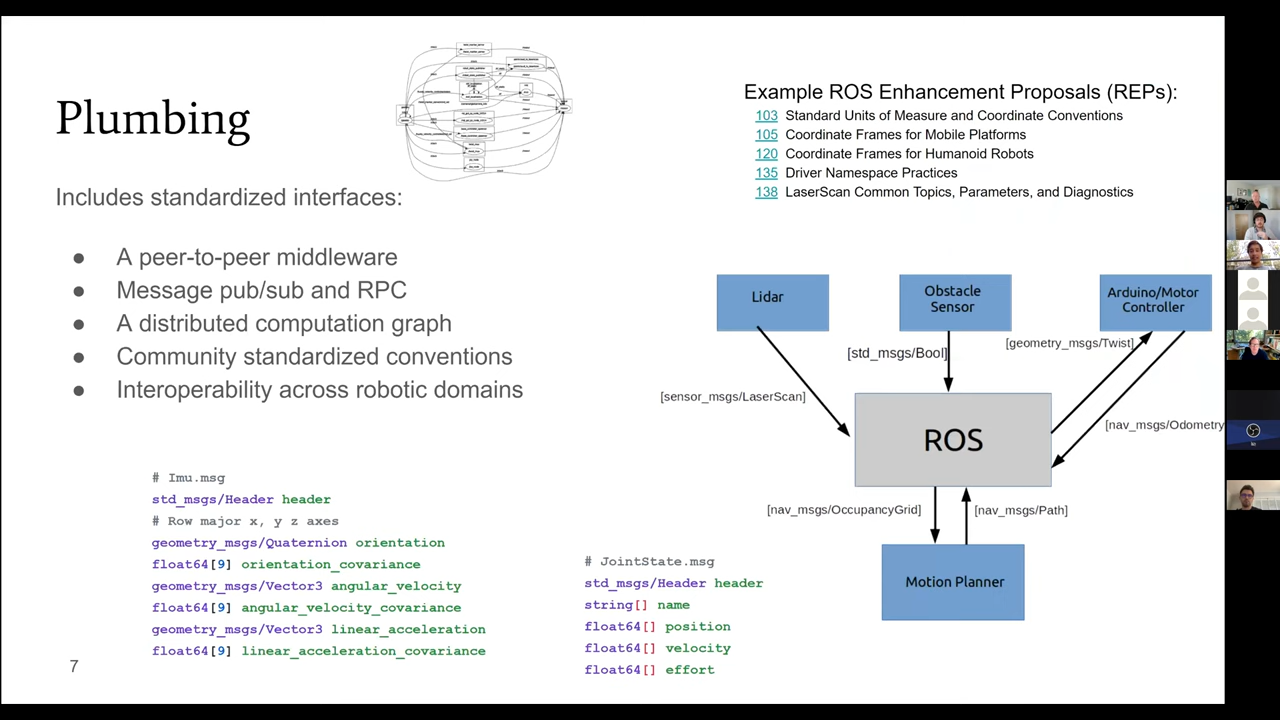 Plumbing
Includes standardized interfaces:
● A peer-to-peer middleware
● Message pub/sub and RPC
● A distributed computation graph
● Community standardized conventions
● Interoperability across robotic domains
Example ROS Enhancement Proposals (REPs):
103 Standard Units of Measure and Coordinate Conventions
105 Coordinate Frames for Mobile Platforms
120 Coordinate Frames for Humanoid Robots
135 Driver Namespace Practices
138 LaserScan Common Topics, Parameters, and Diagnostics
Lidar
Obstacle
Sensor
Arduino/Motor
Controller
[sensor_msgs/LaserScan]
[std_msgs/Bool]
[geometry_msgs/Twist]
[nav_msgs/Odometry
ROS
[nav_msgs/OccupancyGrid]
[nav_msgs/Path]
Motion Planner
# Imu.msg
std_msgs/Header header
# Row major x, y z axes
geometry_msgs/Quaternion orientation
float64[9] orientation_covariance
geometry_msgs/Vector3 angular_velocity
float64[9] angular_velocity_covariance
geometry_msgs/Vector3 linear_acceleration
float64[9] linear_acceleration_covariance
# JointState.msg
std_msgs/Header header
string[] name
float64[] position
float64[] velocity
float64[] effort
7